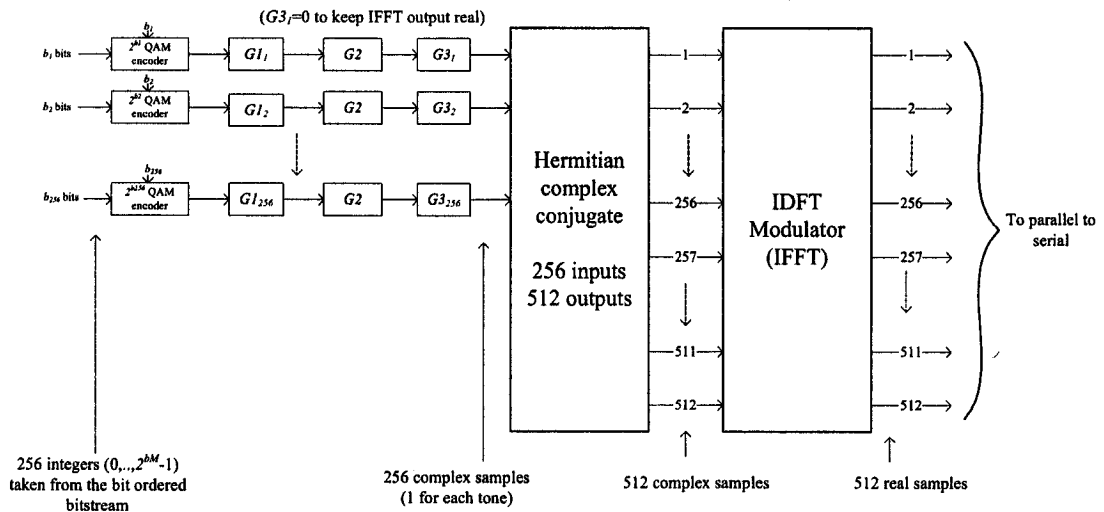 (G3₁=0 to keep IFFT output real)
b₁
b₁ bits
2^b1 QAM
encoder
G1₁
G2
G3₁
b₂
b₂ bits
2^b2 QAM
encoder
G1₂
G2
G3₂
b₂₅₆
b₂₅₆ bits
2^b256 QAM
encoder
G1₂₅₆
G2
G3₂₅₆
Hermitian
complex
conjugate
256 inputs
512 outputs
1
2
256
257
511
512
IDFT
Modulator
(IFFT)
1
2
256
257
511
512
To parallel to
serial
256 integers (0,..,2^bM-1)
taken from the bit ordered
bitstream
256 complex samples
(1 for each tone)
512 complex samples
512 real samples